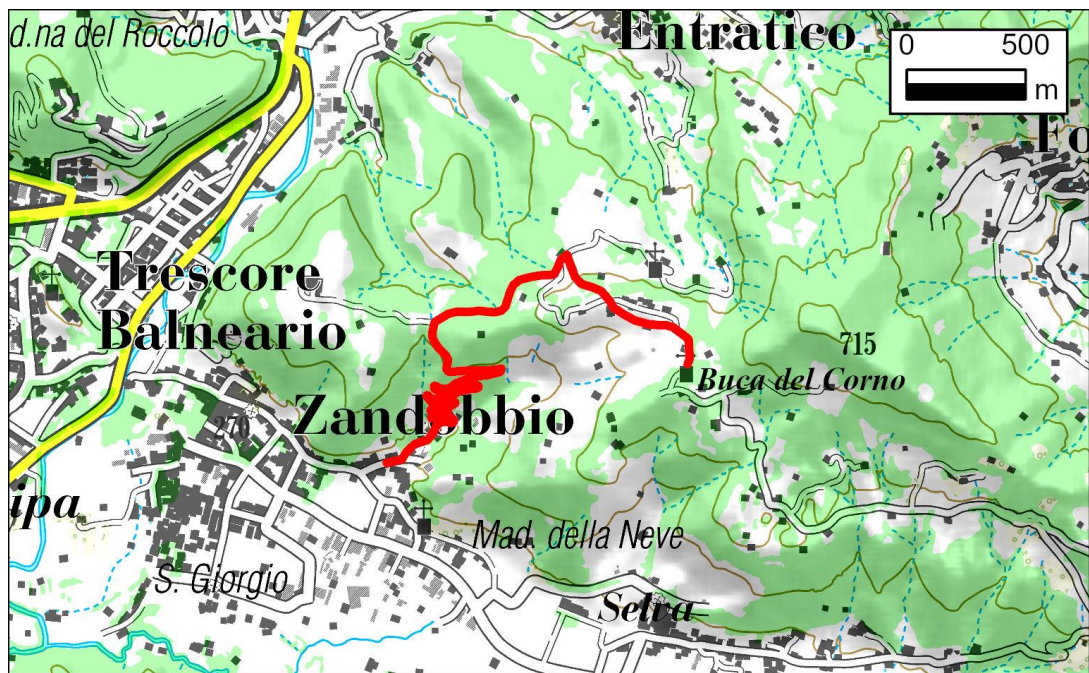 d.na del Roccolo
Entratico
0 500
m
Fo
Trescore
Balneario
715
Buca del Corno
Zandobbio
270
ipa
Mad. della Neve
S. Giorgio
Selva